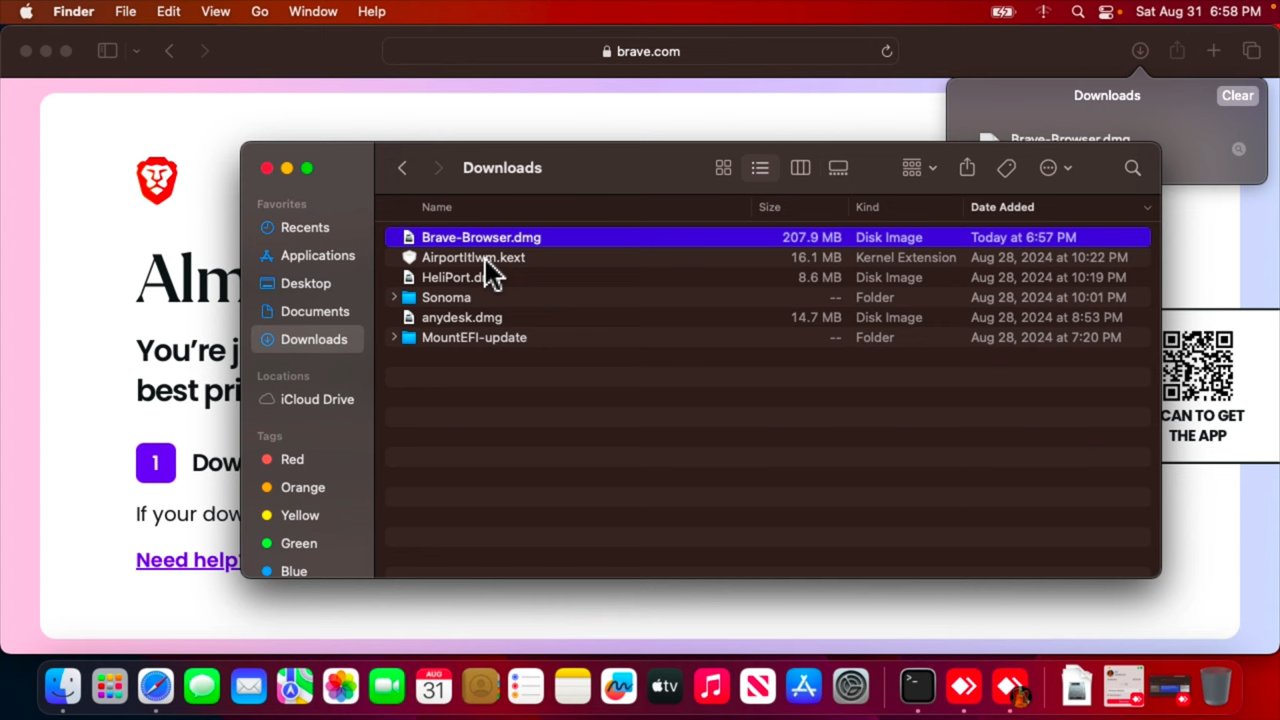 Finder File Edit View Go Window Help Sat Aug 31 6:58 PM
brave.com
Downloads Clear
Brave-Browser.dmg
Downloads
Favorites
Recents
Applications
Desktop
Documents
Downloads
Locations
iCloud Drive
Tags
Red
Orange
Yellow
Green
Blue
Name Size Kind Date Added
Brave-Browser.dmg 207.9 MB Disk Image Today at 6:57 PM
AirportItlwm.kext 16.1 MB Kernel Extension Aug 28, 2024 at 10:22 PM
HeliPort.d 8.6 MB Disk Image Aug 28, 2024 at 10:19 PM
Sonoma -- Folder Aug 28, 2024 at 10:01 PM
anydesk.dmg 14.7 MB Disk Image Aug 28, 2024 at 8:53 PM
MountEFI-update -- Folder Aug 28, 2024 at 7:20 PM
Alm
You're j
best pri
1 Dow
If your dow
Need help?
CAN TO GET
THE APP
AUG
31
tv